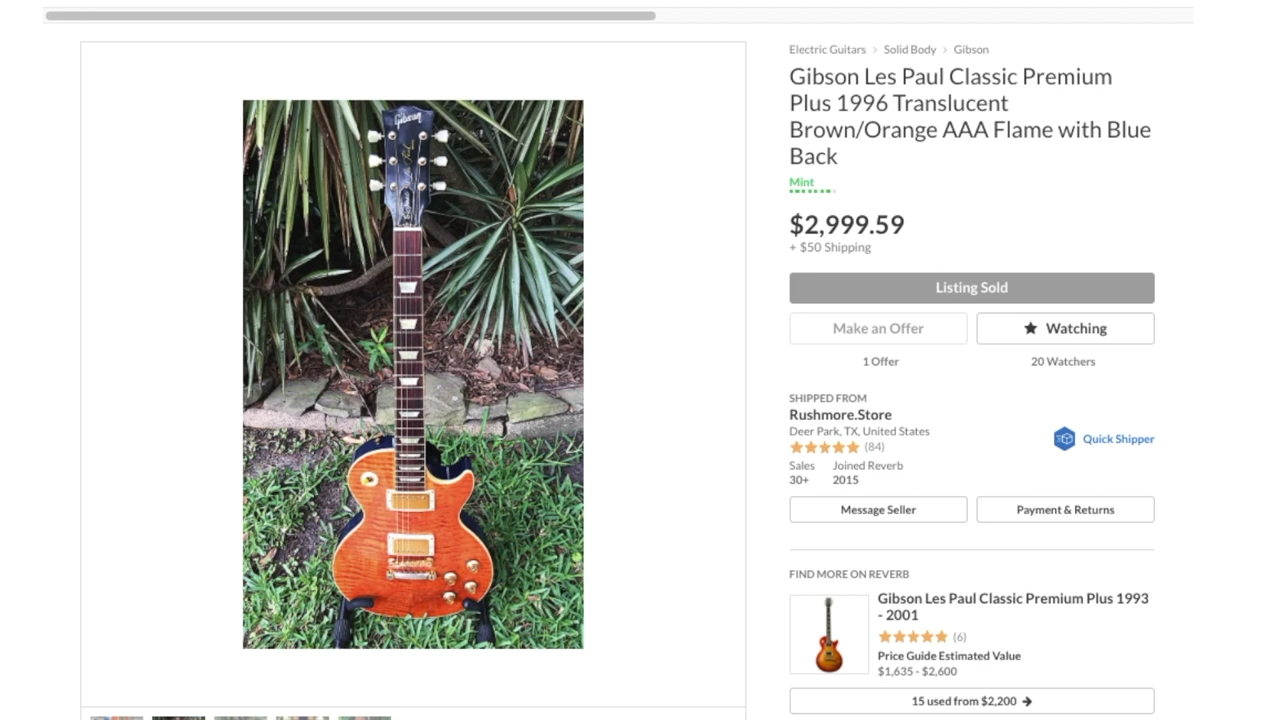 Electric Guitars > Solid Body > Gibson
Gibson Les Paul Classic Premium
Plus 1996 Translucent
Brown/Orange AAA Flame with Blue
Back
Mint
$2,999.59
+ $50 Shipping
Listing Sold
Make an Offer
Watching
1 Offer
20 Watchers
SHIPPED FROM
Rushmore.Store
Deer Park, TX, United States
(84)
Quick Shipper
Sales
Joined Reverb
30+
2015
Message Seller
Payment & Returns
FIND MORE ON REVERB
Gibson Les Paul Classic Premium Plus 1993
- 2001
(6)
Price Guide Estimated Value
$1,635 - $2,600
15 used from $2,200 →
Gibson